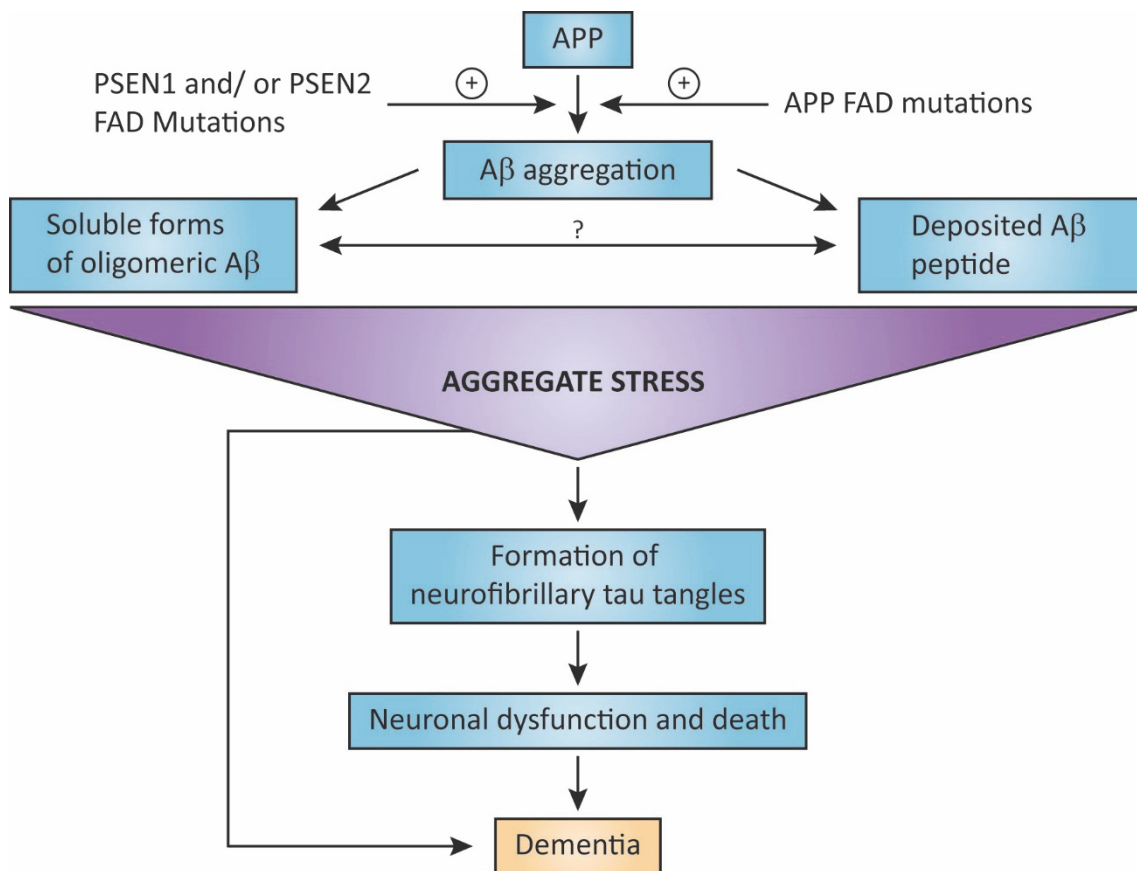 APP
PSEN1 and/ or PSEN2
FAD Mutations
+
+
APP FAD mutations
Aβ aggregation
Soluble forms
of oligomeric Aβ
?
Deposited Aβ
peptide
AGGREGATE STRESS
Formation of
neurofibrillary tau tangles
Neuronal dysfunction and death
Dementia